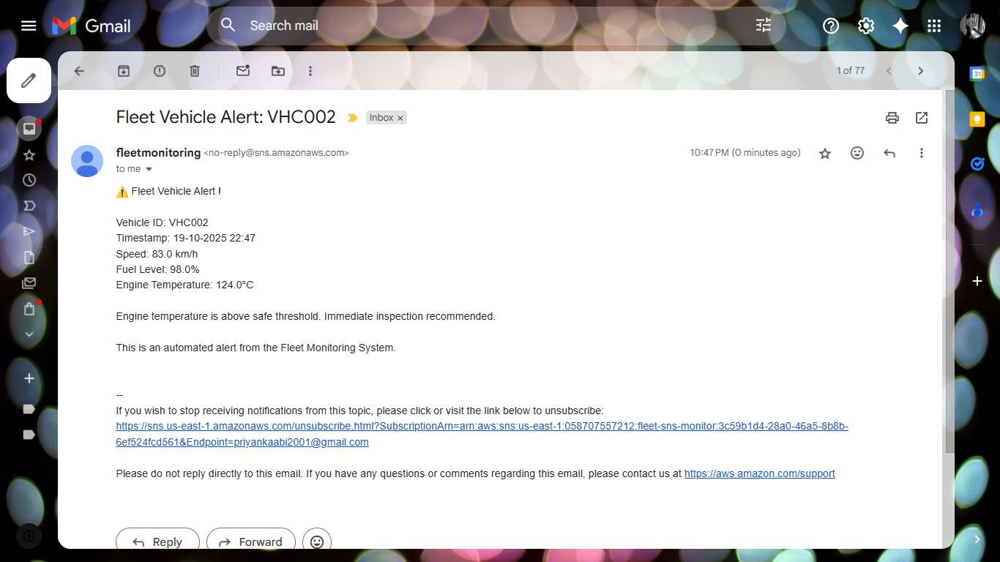 Gmail
Search mail
1 of 77
31
Fleet Vehicle Alert: VHC002
Inbox ×
fleetmonitoring <no-reply@sns.amazonaws.com>
10:47 PM (0 minutes ago)
to me
Fleet Vehicle Alert !
Vehicle ID: VHC002
Timestamp: 19-10-2025 22:47
Speed: 83.0 km/h
Fuel Level: 98.0%
Engine Temperature: 124.0°C
Engine temperature is above safe threshold. Immediate inspection recommended.
This is an automated alert from the Fleet Monitoring System.
--
If you wish to stop receiving notifications from this topic, please click or visit the link below to unsubscribe:
https://sns.us-east-1.amazonaws.com/unsubscribe.html?SubscriptionArn=arn:aws:sns:us-east-1:058707557212:fleet-sns-monitor:3c59b1d4-28a0-46a5-8b8b-
6ef524fcd561&Endpoint=priyankaabi2001@gmail.com
Please do not reply directly to this email. If you have any questions or comments regarding this email, please contact us at https://aws.amazon.com/support
Reply
Forward